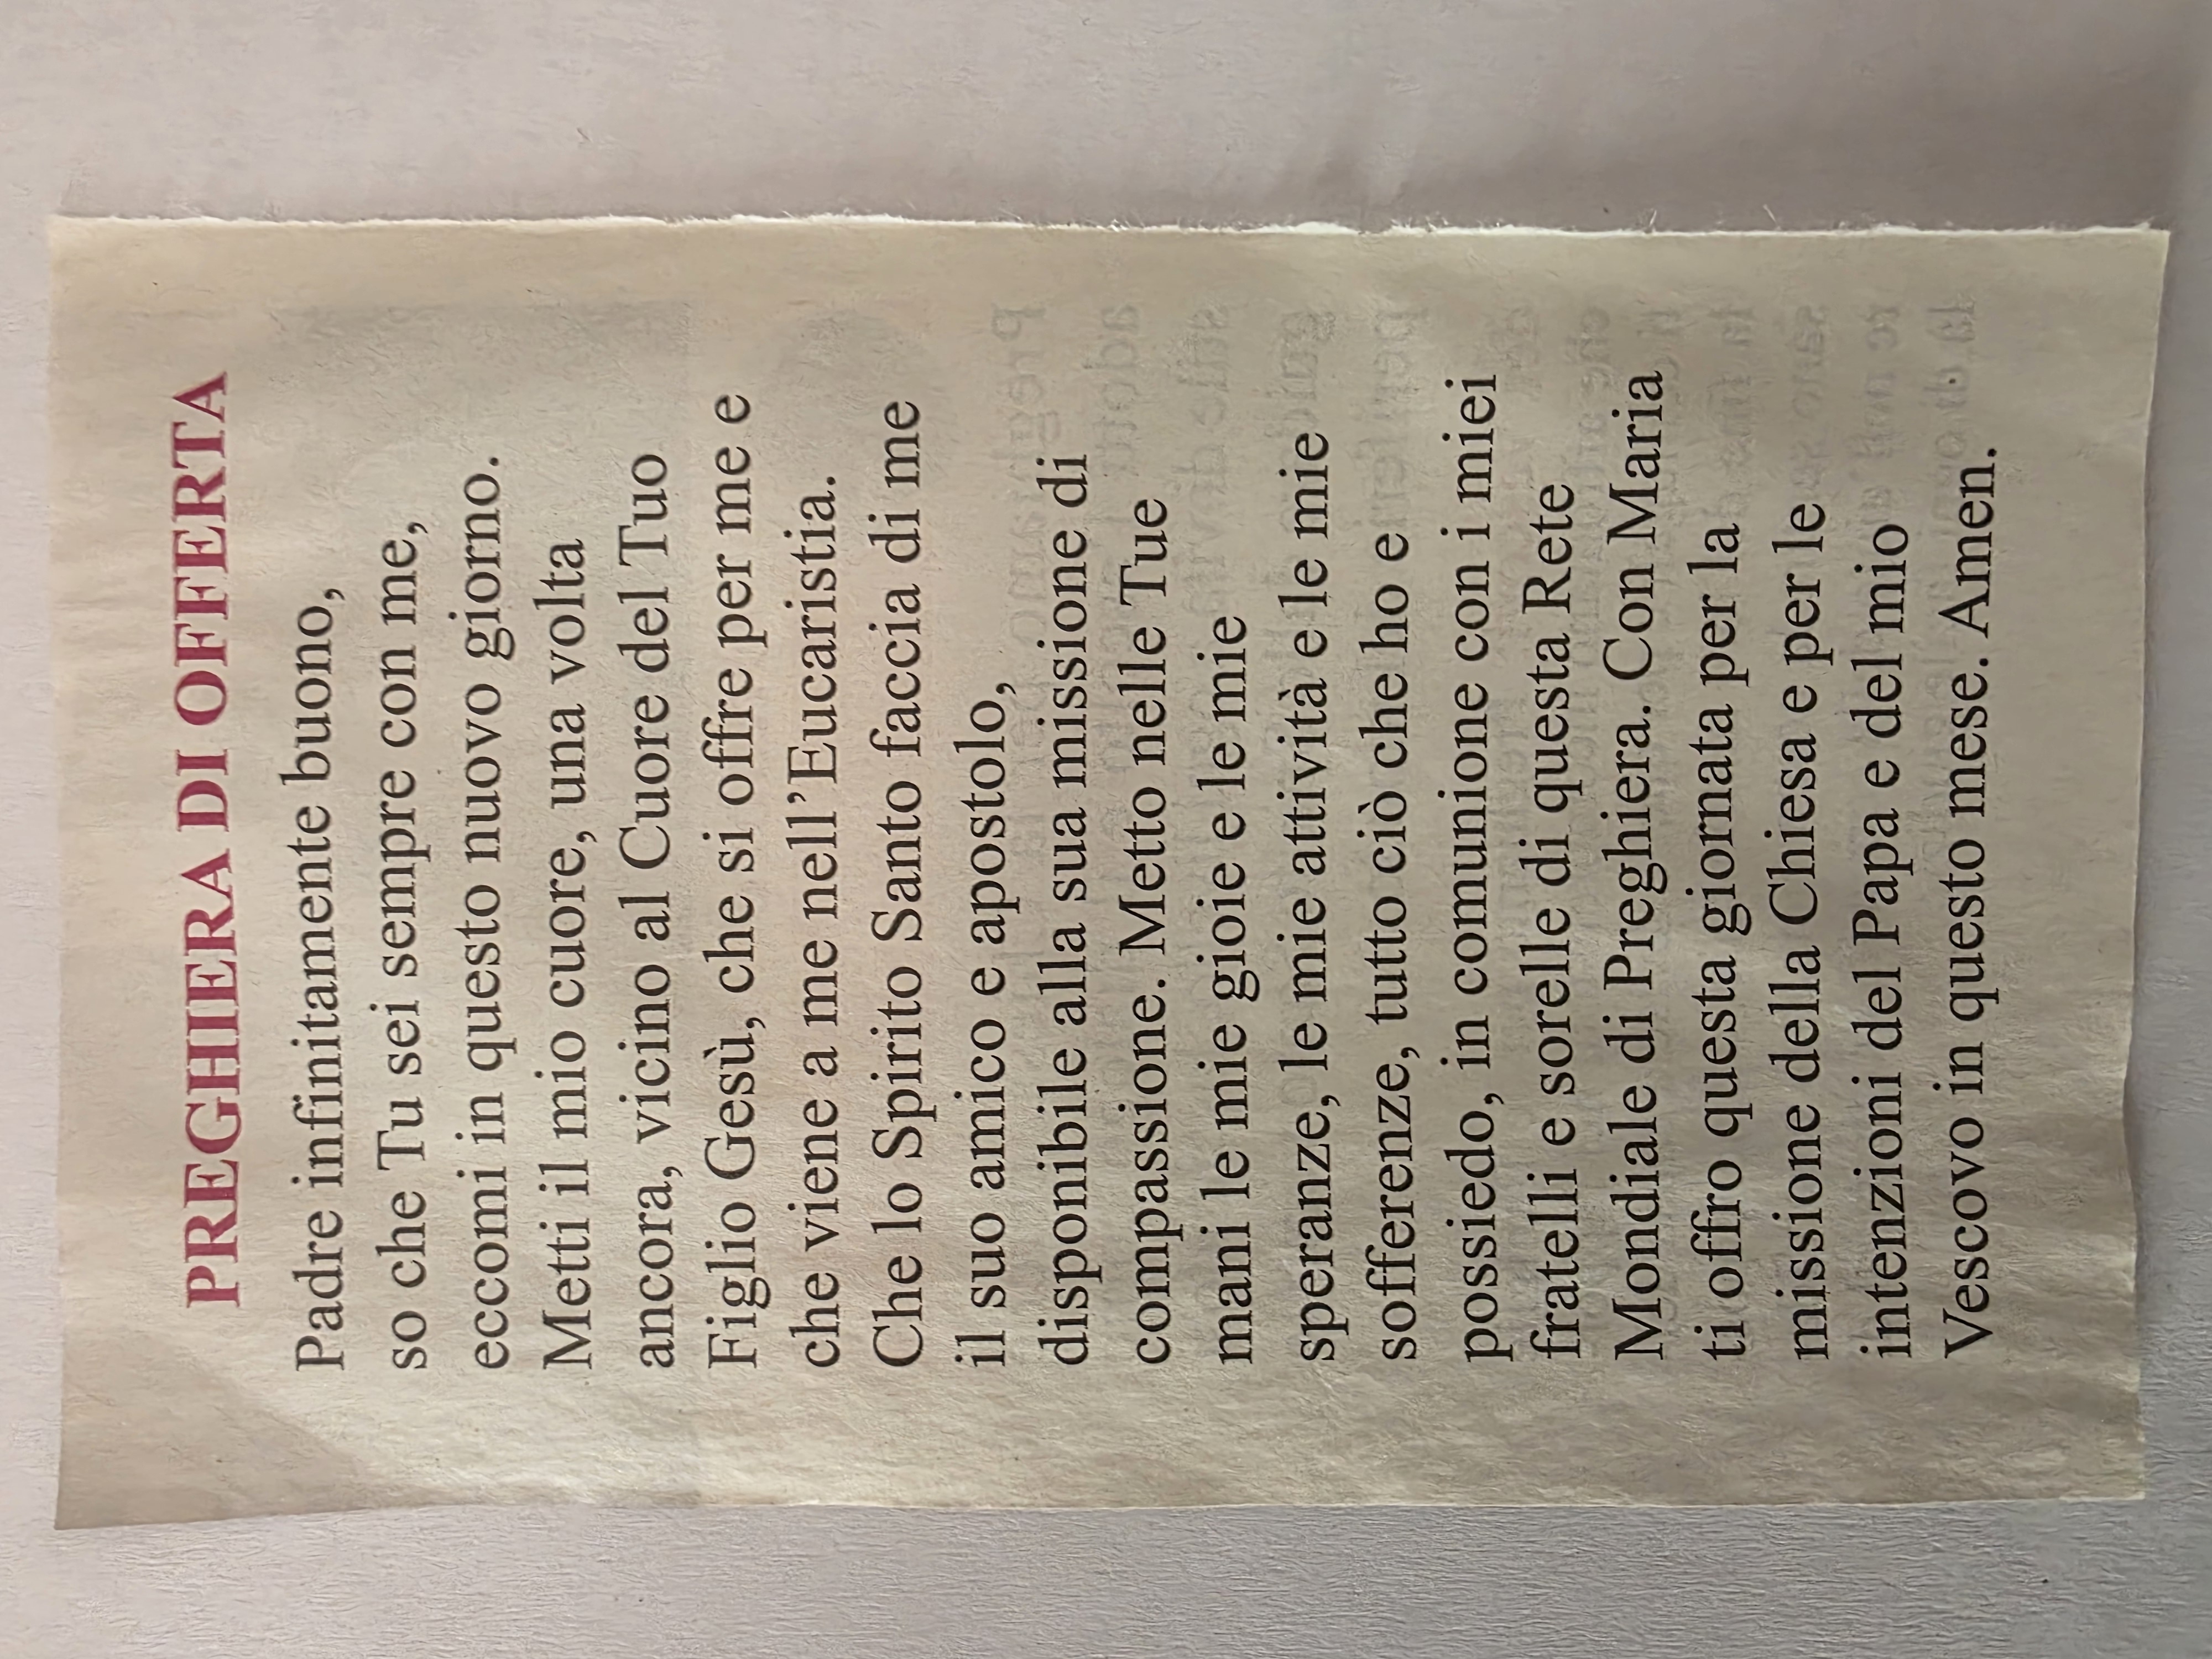 PREGHIERA DI OFFERTA
Padre infinitamente buono,
so che Tu sei sempre con me,
eccomi in questo nuovo giorno.
Metti il mio cuore, una volta
ancora, vicino al Cuore del Tuo
Figlio Gesù, che si offre per me e
che viene a me nell’Eucaristia.
Che lo Spirito Santo faccia di me
il suo amico e apostolo,
disponibile alla sua missione di
compassione. Metto nelle Tue
mani le mie gioie e le mie
speranze, le mie attività e le mie
sofferenze, tutto ciò che ho e
possiedo, in comunione con i miei
fratelli e sorelle di questa Rete
Mondiale di Preghiera. Con Maria
ti offro questa giornata per la
missione della Chiesa e per le
intenzioni del Papa e del mio
Vescovo in questo mese. Amen.